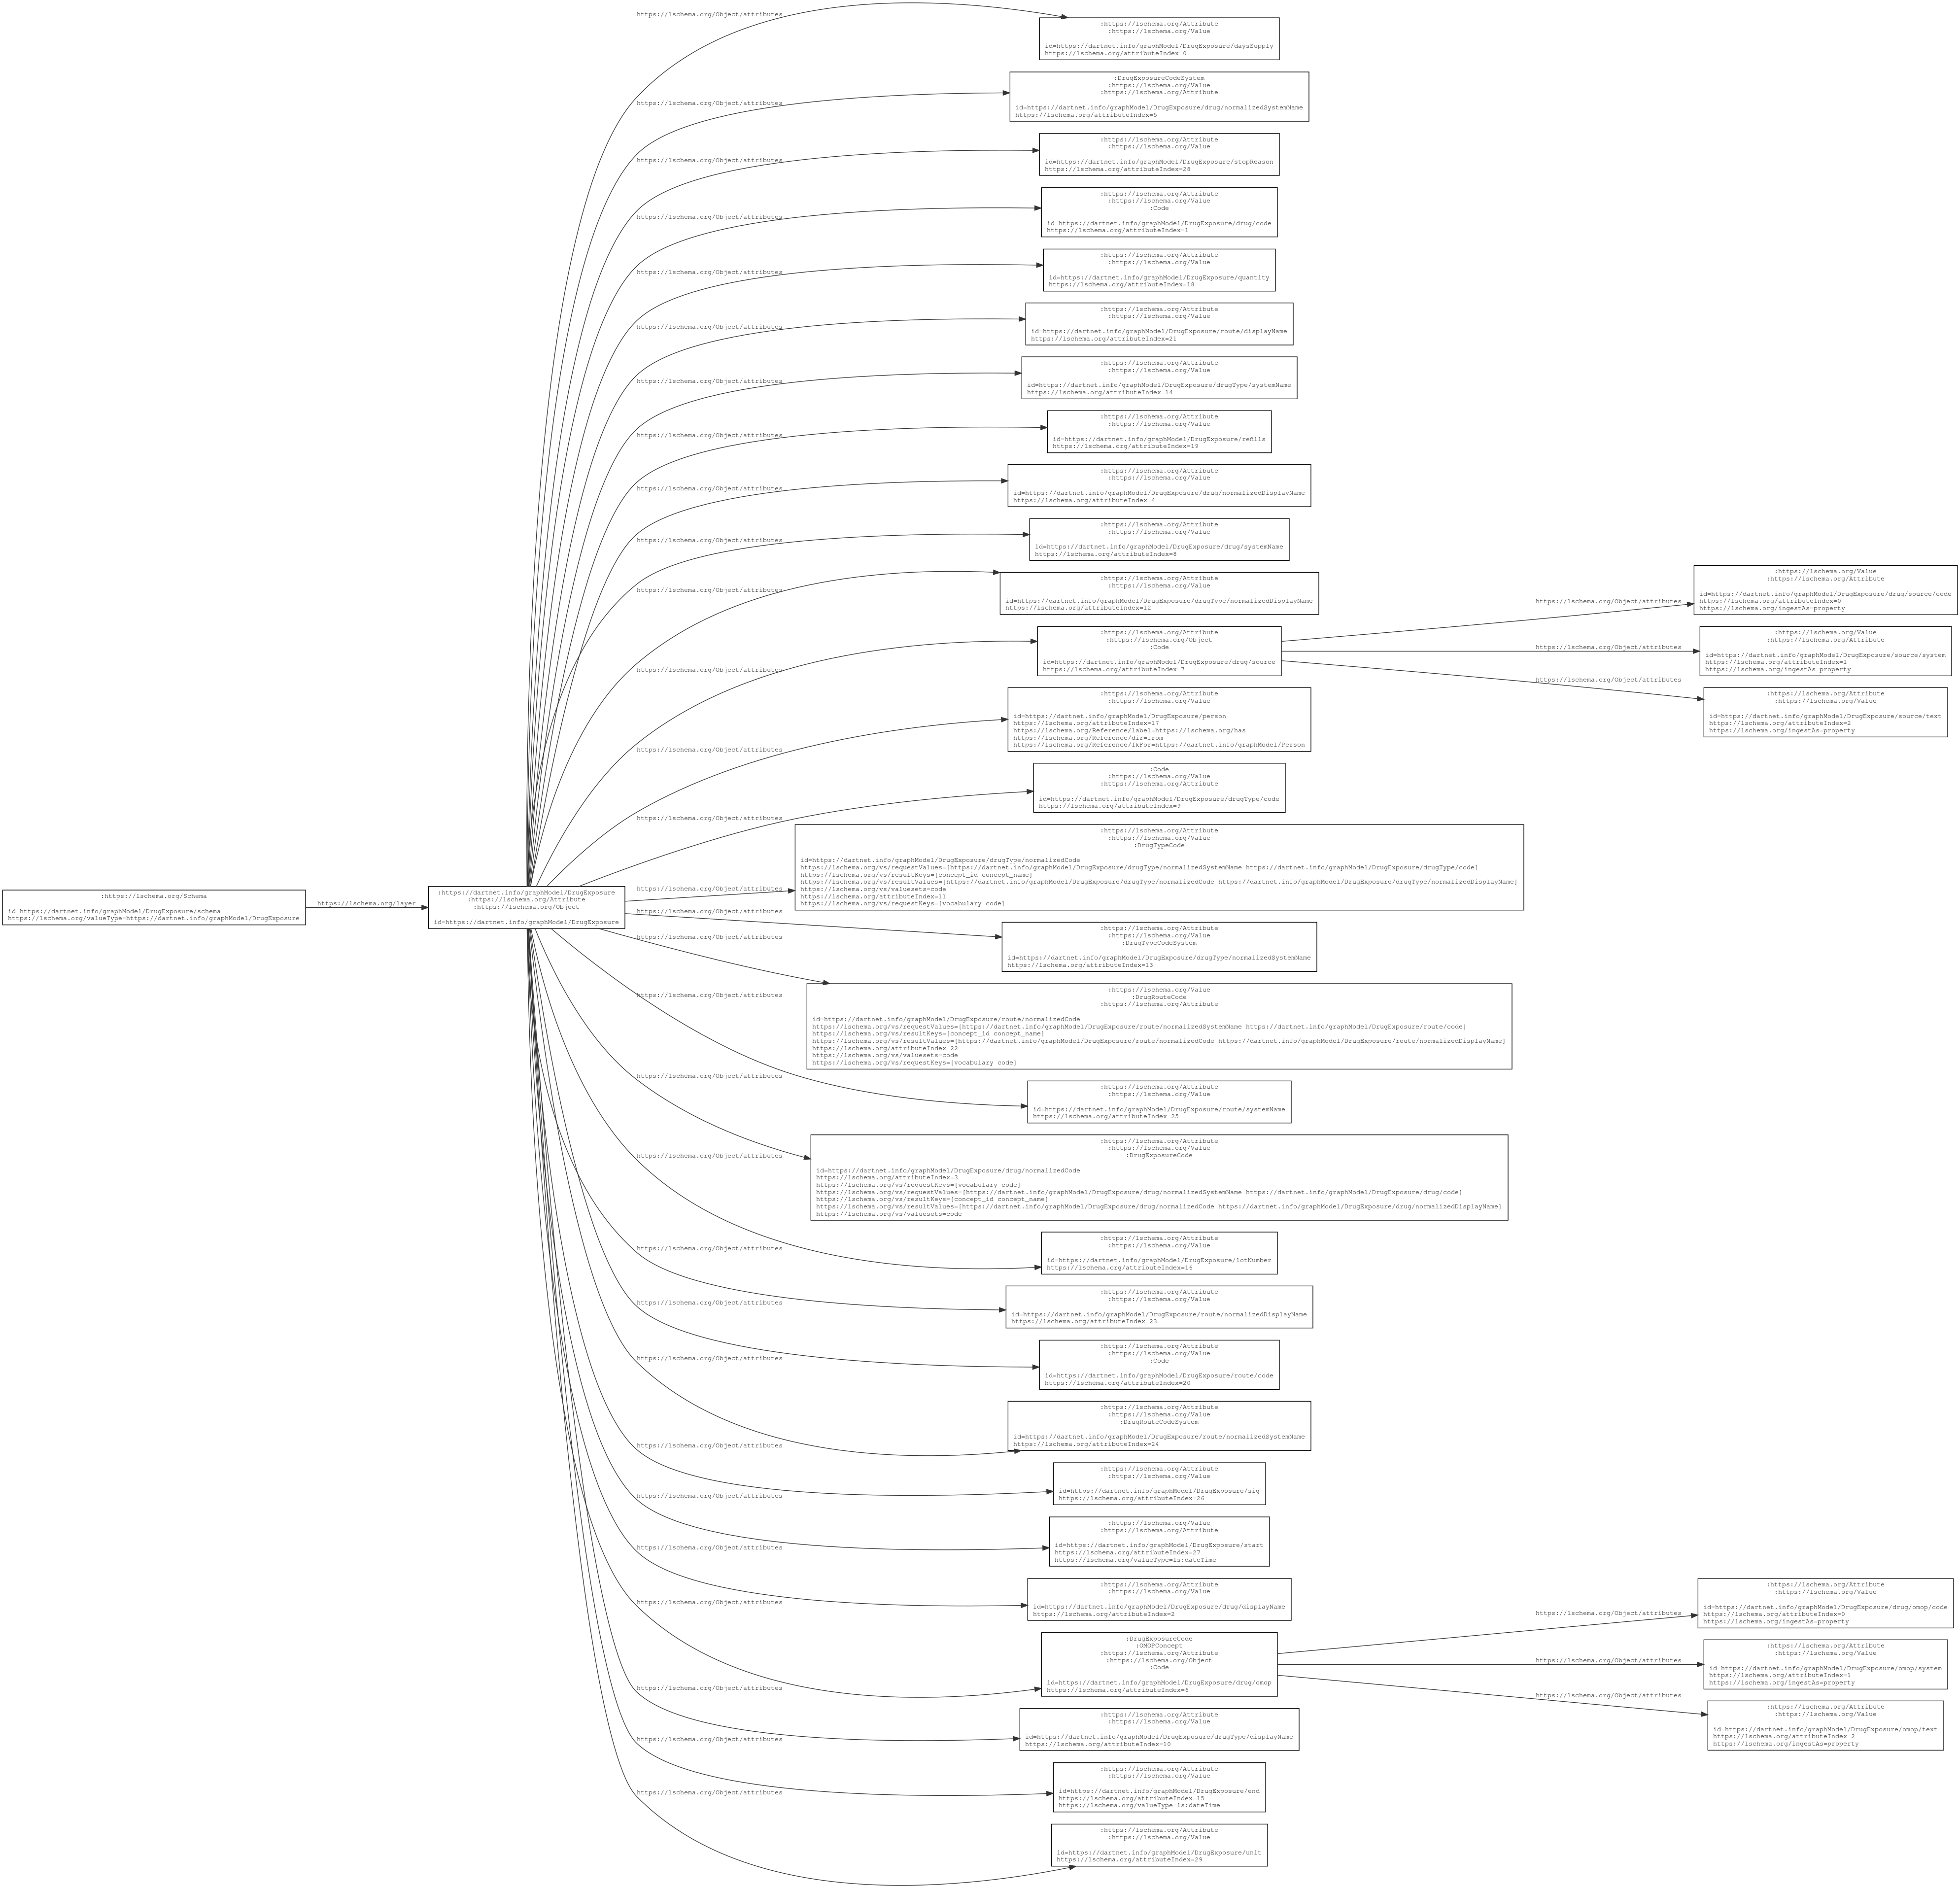 :https://lschema.org/Schema
id=https://dartnet.info/graphModel/DrugExposure/schema
https://lschema.org/valueType=https://dartnet.info/graphModel/DrugExposure
https://lschema.org/layer
:https://dartnet.info/graphModel/DrugExposure
:https://lschema.org/Attribute
:https://lschema.org/Object
id=https://dartnet.info/graphModel/DrugExposure
https://lschema.org/Object/attributes
:https://lschema.org/Attribute
:https://lschema.org/Value
id=https://dartnet.info/graphModel/DrugExposure/daysSupply
https://lschema.org/attributeIndex=0
https://lschema.org/Object/attributes
:DrugExposureCodeSystem
:https://lschema.org/Value
:https://lschema.org/Attribute
id=https://dartnet.info/graphModel/DrugExposure/drug/normalizedSystemName
https://lschema.org/attributeIndex=5
https://lschema.org/Object/attributes
:https://lschema.org/Attribute
:https://lschema.org/Value
id=https://dartnet.info/graphModel/DrugExposure/stopReason
https://lschema.org/attributeIndex=28
https://lschema.org/Object/attributes
:https://lschema.org/Attribute
:https://lschema.org/Value
:Code
id=https://dartnet.info/graphModel/DrugExposure/drug/code
https://lschema.org/attributeIndex=1
https://lschema.org/Object/attributes
:https://lschema.org/Attribute
:https://lschema.org/Value
id=https://dartnet.info/graphModel/DrugExposure/quantity
https://lschema.org/attributeIndex=18
https://lschema.org/Object/attributes
:https://lschema.org/Attribute
:https://lschema.org/Value
id=https://dartnet.info/graphModel/DrugExposure/route/displayName
https://lschema.org/attributeIndex=21
https://lschema.org/Object/attributes
:https://lschema.org/Attribute
:https://lschema.org/Value
id=https://dartnet.info/graphModel/DrugExposure/drugType/systemName
https://lschema.org/attributeIndex=14
https://lschema.org/Object/attributes
:https://lschema.org/Attribute
:https://lschema.org/Value
id=https://dartnet.info/graphModel/DrugExposure/refills
https://lschema.org/attributeIndex=19
https://lschema.org/Object/attributes
:https://lschema.org/Attribute
:https://lschema.org/Value
id=https://dartnet.info/graphModel/DrugExposure/drug/normalizedDisplayName
https://lschema.org/attributeIndex=4
https://lschema.org/Object/attributes
:https://lschema.org/Attribute
:https://lschema.org/Value
id=https://dartnet.info/graphModel/DrugExposure/drug/systemName
https://lschema.org/attributeIndex=8
https://lschema.org/Object/attributes
:https://lschema.org/Attribute
:https://lschema.org/Value
id=https://dartnet.info/graphModel/DrugExposure/drugType/normalizedDisplayName
https://lschema.org/attributeIndex=12
https://lschema.org/Object/attributes
:https://lschema.org/Attribute
:https://lschema.org/Object
:Code
id=https://dartnet.info/graphModel/DrugExposure/drug/source
https://lschema.org/attributeIndex=7
https://lschema.org/Object/attributes
:https://lschema.org/Value
:https://lschema.org/Attribute
id=https://dartnet.info/graphModel/DrugExposure/drug/source/code
https://lschema.org/attributeIndex=0
https://lschema.org/ingestAs=property
https://lschema.org/Object/attributes
:https://lschema.org/Value
:https://lschema.org/Attribute
id=https://dartnet.info/graphModel/DrugExposure/source/system
https://lschema.org/attributeIndex=1
https://lschema.org/ingestAs=property
https://lschema.org/Object/attributes
:https://lschema.org/Attribute
:https://lschema.org/Value
id=https://dartnet.info/graphModel/DrugExposure/source/text
https://lschema.org/attributeIndex=2
https://lschema.org/ingestAs=property
https://lschema.org/Object/attributes
:https://lschema.org/Attribute
:https://lschema.org/Value
id=https://dartnet.info/graphModel/DrugExposure/person
https://lschema.org/attributeIndex=17
https://lschema.org/Reference/label=https://lschema.org/has
https://lschema.org/Reference/dir=from
https://lschema.org/Reference/fkFor=https://dartnet.info/graphModel/Person
https://lschema.org/Object/attributes
:Code
:https://lschema.org/Value
:https://lschema.org/Attribute
id=https://dartnet.info/graphModel/DrugExposure/drugType/code
https://lschema.org/attributeIndex=9
https://lschema.org/Object/attributes
:https://lschema.org/Attribute
:https://lschema.org/Value
:DrugTypeCode
id=https://dartnet.info/graphModel/DrugExposure/drugType/normalizedCode
https://lschema.org/vs/requestValues=[https://dartnet.info/graphModel/DrugExposure/drugType/normalizedSystemName https://dartnet.info/graphModel/DrugExposure/drugType/code]
https://lschema.org/vs/resultKeys=[concept_id concept_name]
https://lschema.org/vs/resultValues=[https://dartnet.info/graphModel/DrugExposure/drugType/normalizedCode https://dartnet.info/graphModel/DrugExposure/drugType/normalizedDisplayName]
https://lschema.org/vs/valuesets=code
https://lschema.org/attributeIndex=11
https://lschema.org/vs/requestKeys=[vocabulary code]
https://lschema.org/Object/attributes
:https://lschema.org/Attribute
:https://lschema.org/Value
:DrugTypeCodeSystem
id=https://dartnet.info/graphModel/DrugExposure/drugType/normalizedSystemName
https://lschema.org/attributeIndex=13
https://lschema.org/Object/attributes
:https://lschema.org/Value
:DrugRouteCode
:https://lschema.org/Attribute
id=https://dartnet.info/graphModel/DrugExposure/route/normalizedCode
https://lschema.org/vs/requestValues=[https://dartnet.info/graphModel/DrugExposure/route/normalizedSystemName https://dartnet.info/graphModel/DrugExposure/route/code]
https://lschema.org/vs/resultKeys=[concept_id concept_name]
https://lschema.org/vs/resultValues=[https://dartnet.info/graphModel/DrugExposure/route/normalizedCode https://dartnet.info/graphModel/DrugExposure/route/normalizedDisplayName]
https://lschema.org/attributeIndex=22
https://lschema.org/vs/valuesets=code
https://lschema.org/vs/requestKeys=[vocabulary code]
https://lschema.org/Object/attributes
:https://lschema.org/Attribute
:https://lschema.org/Value
id=https://dartnet.info/graphModel/DrugExposure/route/systemName
https://lschema.org/attributeIndex=25
https://lschema.org/Object/attributes
:https://lschema.org/Attribute
:https://lschema.org/Value
:DrugExposureCode
id=https://dartnet.info/graphModel/DrugExposure/drug/normalizedCode
https://lschema.org/attributeIndex=3
https://lschema.org/vs/requestKeys=[vocabulary code]
https://lschema.org/vs/requestValues=[https://dartnet.info/graphModel/DrugExposure/drug/normalizedSystemName https://dartnet.info/graphModel/DrugExposure/drug/code]
https://lschema.org/vs/resultKeys=[concept_id concept_name]
https://lschema.org/vs/resultValues=[https://dartnet.info/graphModel/DrugExposure/drug/normalizedCode https://dartnet.info/graphModel/DrugExposure/drug/normalizedDisplayName]
https://lschema.org/vs/valuesets=code
https://lschema.org/Object/attributes
:https://lschema.org/Attribute
:https://lschema.org/Value
id=https://dartnet.info/graphModel/DrugExposure/lotNumber
https://lschema.org/attributeIndex=16
https://lschema.org/Object/attributes
:https://lschema.org/Attribute
:https://lschema.org/Value
id=https://dartnet.info/graphModel/DrugExposure/route/normalizedDisplayName
https://lschema.org/attributeIndex=23
https://lschema.org/Object/attributes
:https://lschema.org/Attribute
:https://lschema.org/Value
:Code
id=https://dartnet.info/graphModel/DrugExposure/route/code
https://lschema.org/attributeIndex=20
https://lschema.org/Object/attributes
:https://lschema.org/Attribute
:https://lschema.org/Value
:DrugRouteCodeSystem
id=https://dartnet.info/graphModel/DrugExposure/route/normalizedSystemName
https://lschema.org/attributeIndex=24
https://lschema.org/Object/attributes
:https://lschema.org/Attribute
:https://lschema.org/Value
id=https://dartnet.info/graphModel/DrugExposure/sig
https://lschema.org/attributeIndex=26
https://lschema.org/Object/attributes
:https://lschema.org/Value
:https://lschema.org/Attribute
id=https://dartnet.info/graphModel/DrugExposure/start
https://lschema.org/attributeIndex=27
https://lschema.org/valueType=ls:dateTime
https://lschema.org/Object/attributes
:https://lschema.org/Attribute
:https://lschema.org/Value
id=https://dartnet.info/graphModel/DrugExposure/drug/displayName
https://lschema.org/attributeIndex=2
https://lschema.org/Object/attributes
:DrugExposureCode
:OMOPConcept
:https://lschema.org/Attribute
:https://lschema.org/Object
:Code
id=https://dartnet.info/graphModel/DrugExposure/drug/omop
https://lschema.org/attributeIndex=6
https://lschema.org/Object/attributes
:https://lschema.org/Attribute
:https://lschema.org/Value
id=https://dartnet.info/graphModel/DrugExposure/drug/omop/code
https://lschema.org/attributeIndex=0
https://lschema.org/ingestAs=property
https://lschema.org/Object/attributes
:https://lschema.org/Attribute
:https://lschema.org/Value
id=https://dartnet.info/graphModel/DrugExposure/omop/system
https://lschema.org/attributeIndex=1
https://lschema.org/ingestAs=property
https://lschema.org/Object/attributes
:https://lschema.org/Attribute
:https://lschema.org/Value
id=https://dartnet.info/graphModel/DrugExposure/omop/text
https://lschema.org/attributeIndex=2
https://lschema.org/ingestAs=property
https://lschema.org/Object/attributes
:https://lschema.org/Attribute
:https://lschema.org/Value
id=https://dartnet.info/graphModel/DrugExposure/drugType/displayName
https://lschema.org/attributeIndex=10
https://lschema.org/Object/attributes
:https://lschema.org/Attribute
:https://lschema.org/Value
id=https://dartnet.info/graphModel/DrugExposure/end
https://lschema.org/attributeIndex=15
https://lschema.org/valueType=ls:dateTime
https://lschema.org/Object/attributes
:https://lschema.org/Attribute
:https://lschema.org/Value
id=https://dartnet.info/graphModel/DrugExposure/unit
https://lschema.org/attributeIndex=29